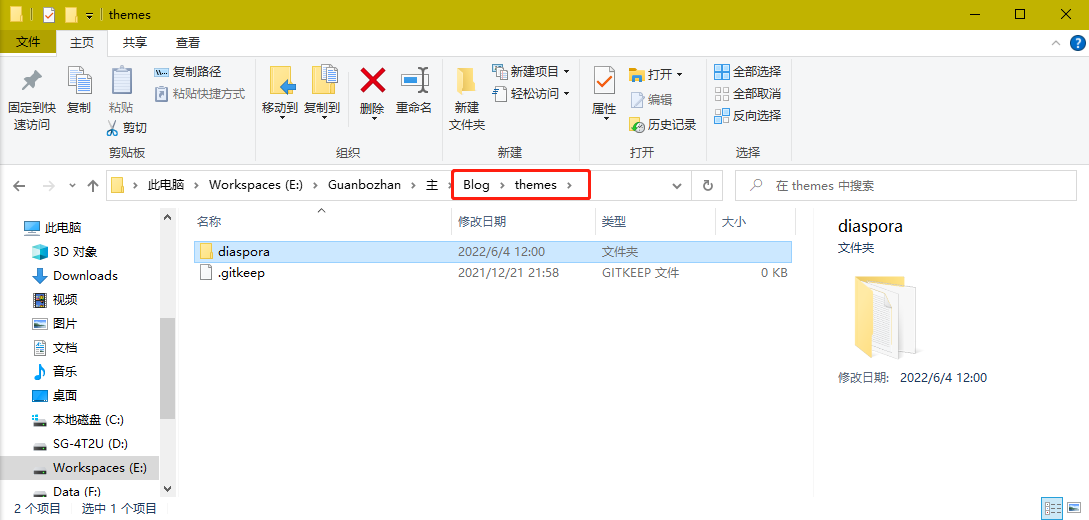 themes
文件 主页 共享 查看
固定到快速访问
复制
粘贴
复制路径
粘贴快捷方式
剪切
剪贴板
移动到
复制到
删除
重命名
组织
新建
文件夹
新建项目
轻松访问
新建
属性
打开
编辑
历史记录
打开
全部选择
全部取消
反向选择
选择
此电脑 Workspaces (E:) Guanbozhan 主 Blog themes
在 themes 中搜索
此电脑
3D 对象
Downloads
视频
图片
文档
音乐
桌面
本地磁盘 (C:)
SG-4T2U (D:)
Workspaces (E:)
Data (F:)
名称 修改日期 类型 大小
diaspora 2022/6/4 12:00 文件夹
.gitkeep 2021/12/21 21:58 GITKEEP 文件 0 KB
diaspora
文件夹
修改日期: 2022/6/4 12:00
2 个项目 选中 1 个项目